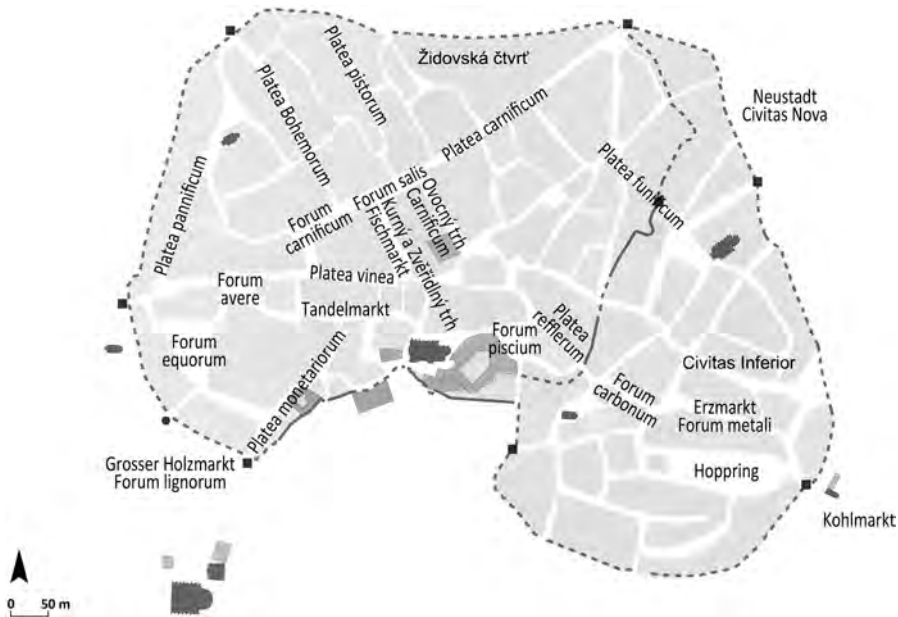 Židovská čtvrť
Platea pistorum
Platea Bohemorum
Platea carnificum
Neustadt
Civitas Nova
Platea pannificum
Platea funificum
Forum salis
Forum
carnificum
Ovocný trh
Carnificum
Kurný a Zvěřidlný trh
Fischmarkt
Platea vinea
Forum
avere
Tandelmarkt
Forum
equorum
Forum
piscium
Platea
refflerum
Civitas Inferior
Forum
carbonum
Erzmarkt
Forum metali
Platea monetariorum
Grosser Holzmarkt
Forum lignorum
Hoppring
Kohlmarkt
0 50 m